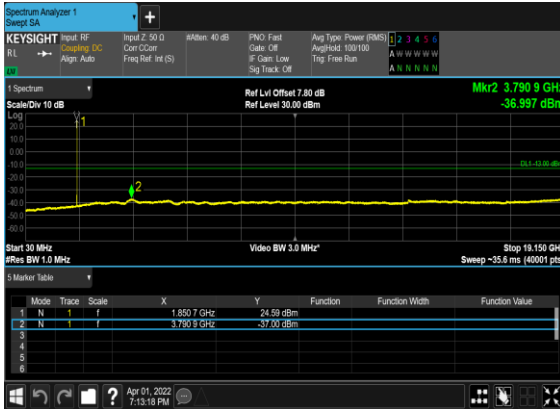 Spectrum Analyzer 1
Swept SA
+
KEYSIGHT Input: RF Input Z: 50 Ω #Atten: 40 dB PNO: Fast Avg Type: Power (RMS) 1 2 3 4 5 6
RL Coupling: DC Corr CCorr Gate: Off Avg|Hold: 100/100 A W W W W W
Align: Auto Freq Ref: Int (S) IF Gain: Low Trig: Free Run
Sig Track: Off A N N N N N
1 Spectrum
Ref Lvl Offset 7.80 dB Mkr2 3.790 9 GHz
Scale/Div 10 dB Ref Level 30.00 dBm -36.997 dBm
Log
1
20.0
10.0
0.00
-10.0
DL1 -13.00 dBm
-20.0
-30.0
2
-40.0
-50.0
-60.0
Start 30 MHz Video BW 3.0 MHz* Stop 19.150 GH
#Res BW 1.0 MHz Sweep ~35.6 ms (40001 pts
5 Marker Table
Mode Trace Scale X Y Function Function Width Function Value
1 N 1 f 1.850 7 GHz 24.59 dBm
2 N 1 f 3.790 9 GHz -37.00 dBm
3
4
5
6
? Apr 01, 2022
7:13:18 PM